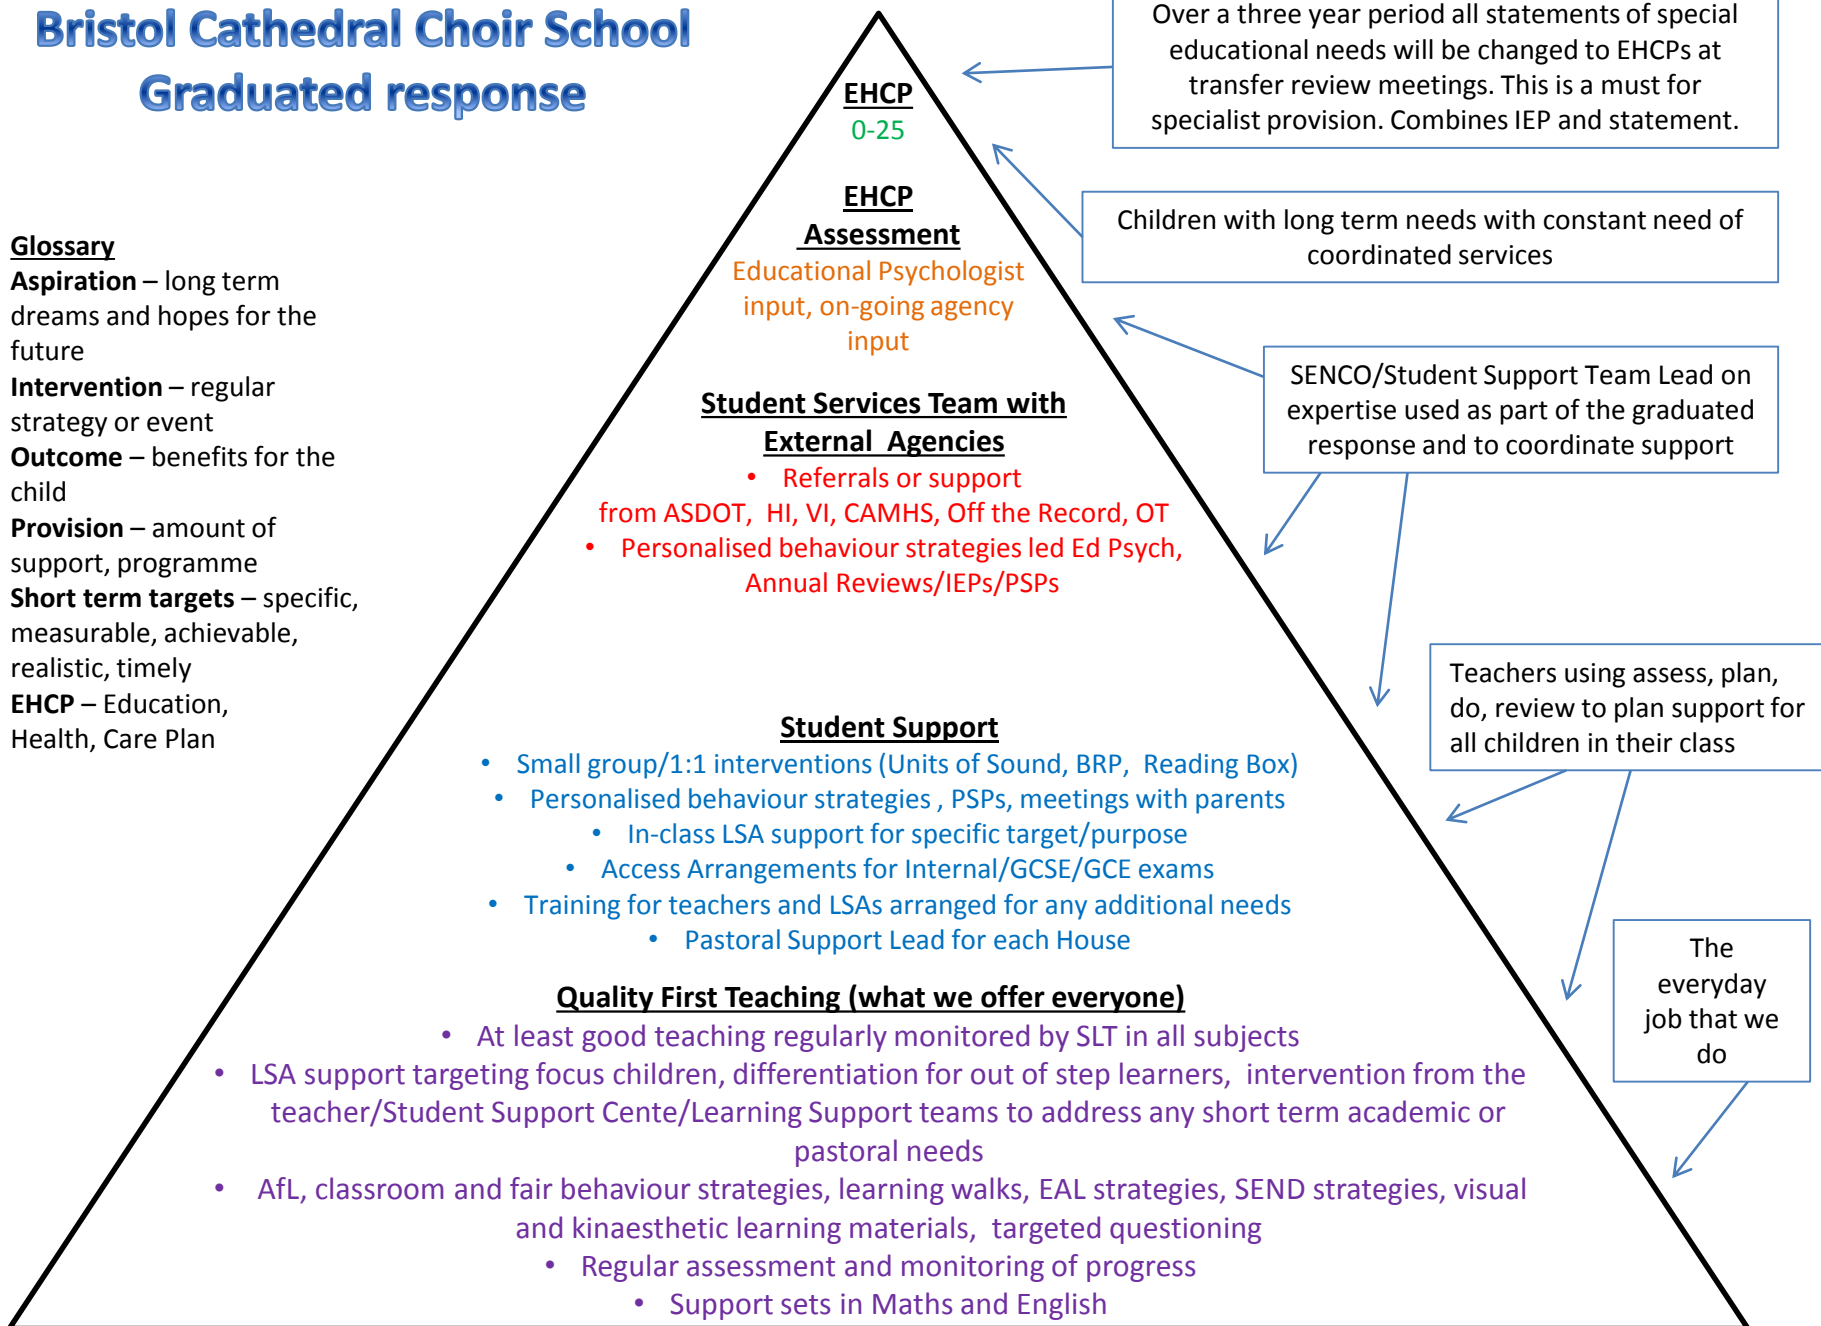 Bristol Cathedral Choir School
Graduated response
Glossary
Aspiration – long term
dreams and hopes for the
future
Intervention – regular
strategy or event
Outcome – benefits for the
child
Provision – amount of
support, programme
Short term targets – specific,
measurable, achievable,
realistic, timely
EHCP – Education,
Health, Care Plan
EHCP
0-25
EHCP
Assessment
Educational Psychologist
input, on-going agency
input
Student Services Team with
External Agencies
• Referrals or support
from ASDOT, HI, VI, CAMHS, Off the Record, OT
• Personalised behaviour strategies led Ed Psych,
Annual Reviews/IEPs/PSPs
Student Support
• Small group/1:1 interventions (Units of Sound, BRP, Reading Box)
• Personalised behaviour strategies , PSPs, meetings with parents
• In-class LSA support for specific target/purpose
• Access Arrangements for Internal/GCSE/GCE exams
• Training for teachers and LSAs arranged for any additional needs
• Pastoral Support Lead for each House
Quality First Teaching (what we offer everyone)
• At least good teaching regularly monitored by SLT in all subjects
• LSA support targeting focus children, differentiation for out of step learners, intervention from the
teacher/Student Support Cente/Learning Support teams to address any short term academic or
pastoral needs
• AfL, classroom and fair behaviour strategies, learning walks, EAL strategies, SEND strategies, visual
and kinaesthetic learning materials, targeted questioning
• Regular assessment and monitoring of progress
• Support sets in Maths and English
Over a three year period all statements of special
educational needs will be changed to EHCPs at
transfer review meetings. This is a must for
specialist provision. Combines IEP and statement.
Children with long term needs with constant need of
coordinated services
SENCO/Student Support Team Lead on
expertise used as part of the graduated
response and to coordinate support
Teachers using assess, plan,
do, review to plan support for
all children in their class
The
everyday
job that we
do